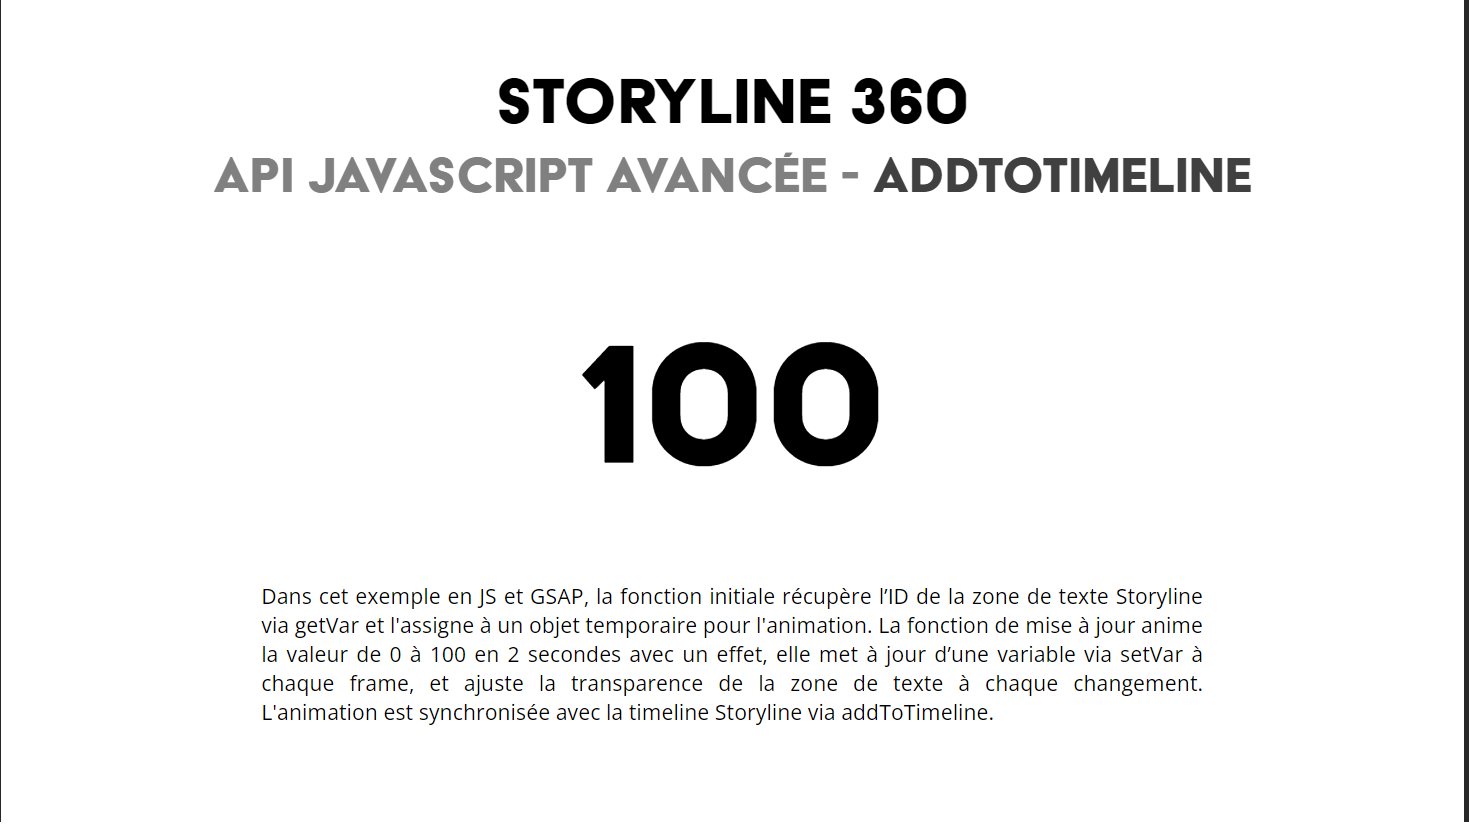 STORYLINE 360
API JAVASCRIPT AVANCÉE - ADDTOTIMELINE
100
Dans cet exemple en JS et GSAP, la fonction initiale récupère l’ID de la zone de texte Storyline
via getVar et l'assigne à un objet temporaire pour l'animation. La fonction de mise à jour anime
la valeur de 0 à 100 en 2 secondes avec un effet, elle met à jour d’une variable via setVar à
chaque frame, et ajuste la transparence de la zone de texte à chaque changement.
L'animation est synchronisée avec la timeline Storyline via addToTimeline.